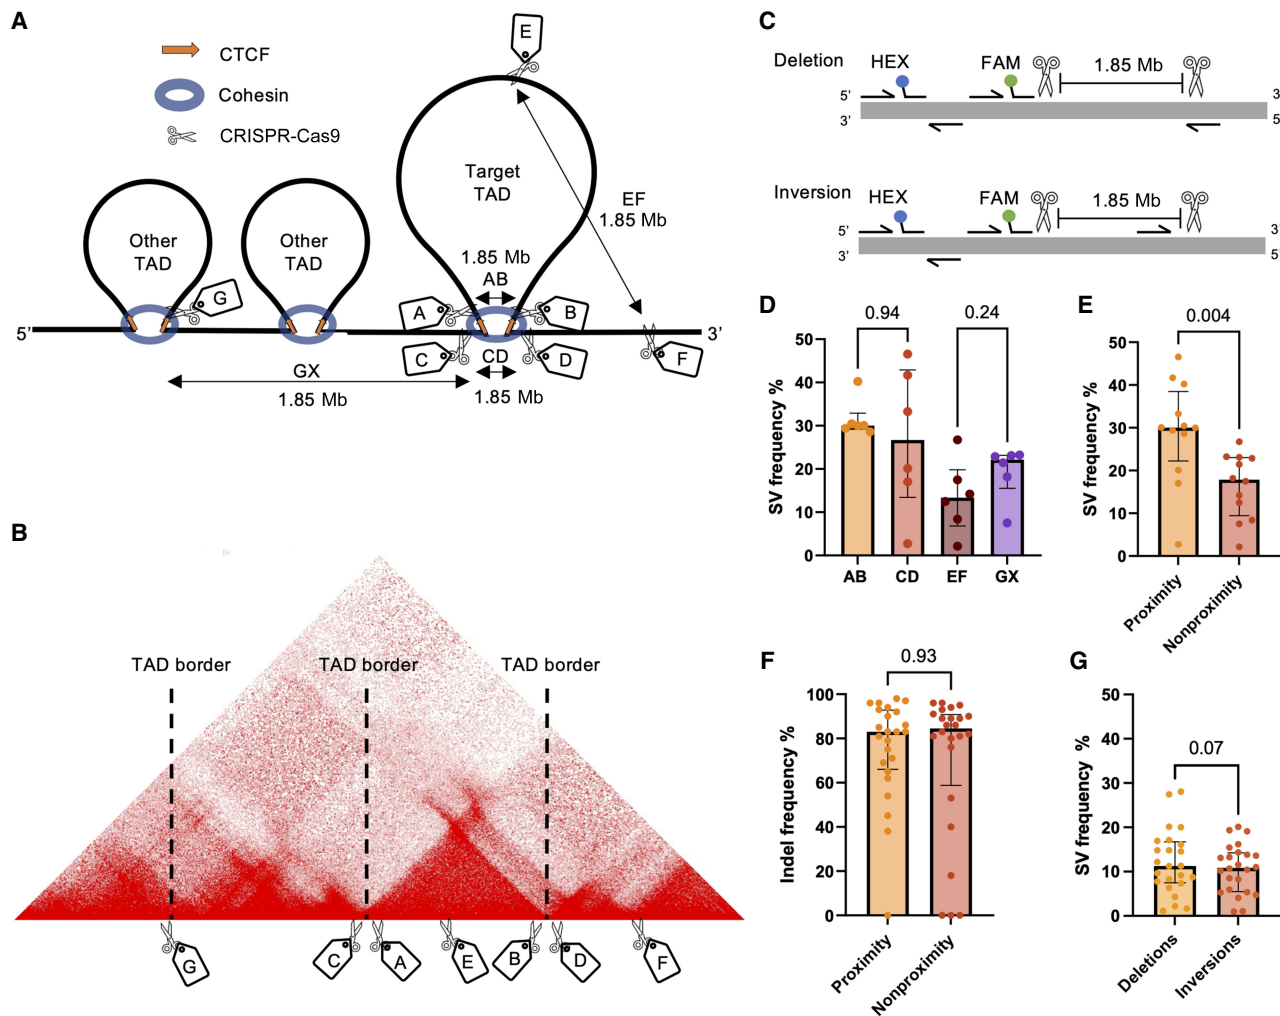 A
CTCF
Cohesin
CRISPR-Cas9
E
Target
TAD
Other
TAD
Other
TAD
EF
1.85 Mb
1.85 Mb
AB
G
A
B
5’
3’
C
CD
D
F
GX
1.85 Mb
1.85 Mb
B
IH
TAD border
TAD border
TAD border
G
C
A
E
B
D
F
C
Deletion
HEX
FAM
1.85 Mb
5’
3’
3’
5’
Inversion
HEX
FAM
1.85 Mb
5’
3’
3’
5’
D
0.94
0.24
SV frequency %
50
40
30
20
10
0
AB
CD
EF
GX
E
0.004
SV frequency %
50
40
30
20
10
0
Proximity
Nonproximity
F
0.93
Indel frequency %
100
80
60
40
20
0
Proximity
Nonproximity
G
0.07
SV frequency %
50
40
30
20
10
0
Deletions
Inversions